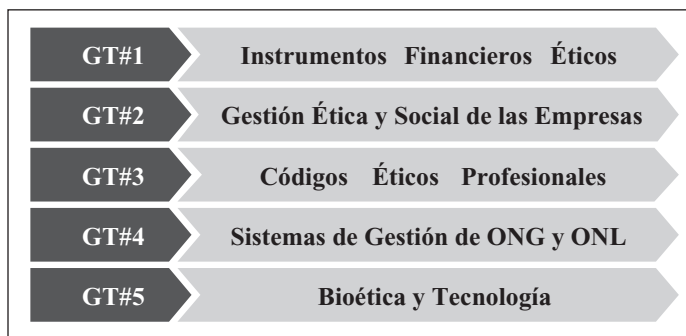 GT#1 Instrumentos Financieros Éticos
GT#2 Gestión Ética y Social de las Empresas
GT#3 Códigos Éticos Profesionales
GT#4 Sistemas de Gestión de ONG y ONL
GT#5 Bioética y Tecnología